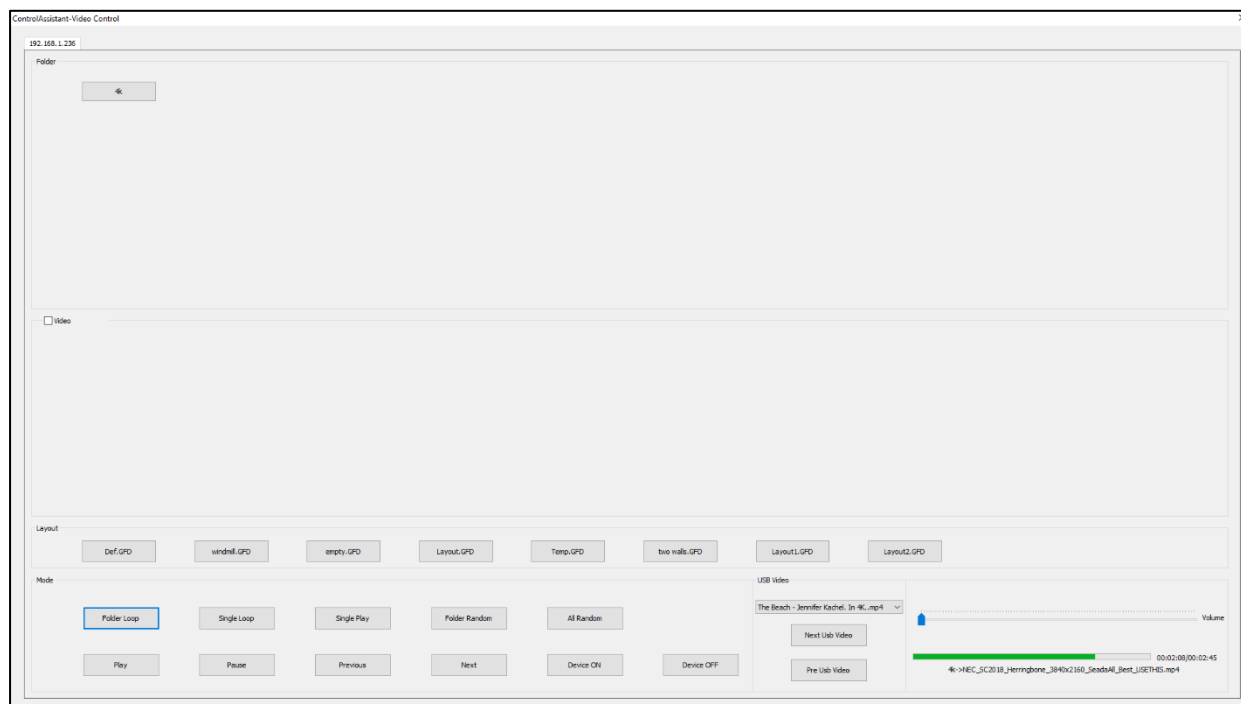 ControlAssistant-Video Control
192.168.1.236
Folder
4k
Video
Layout
Def.GFD windmill.GFD empty.GFD Layout.GFD Temp.GFD two walls.GFD Layout1.GFD Layout2.GFD
Mode
Folder Loop Single Loop Single Play Folder Random All Random
Play Pause Previous Next Device ON Device OFF
USB Video
The Beach - Jennifer Kachel. In 4K..mp4
Next Usb Video
Pre Usb Video
Volume
00:02:08/00:02:45
4k->NEC_SC2018_Herringbone_3840x2160_SeadaAll_Best_USETHIS.mp4